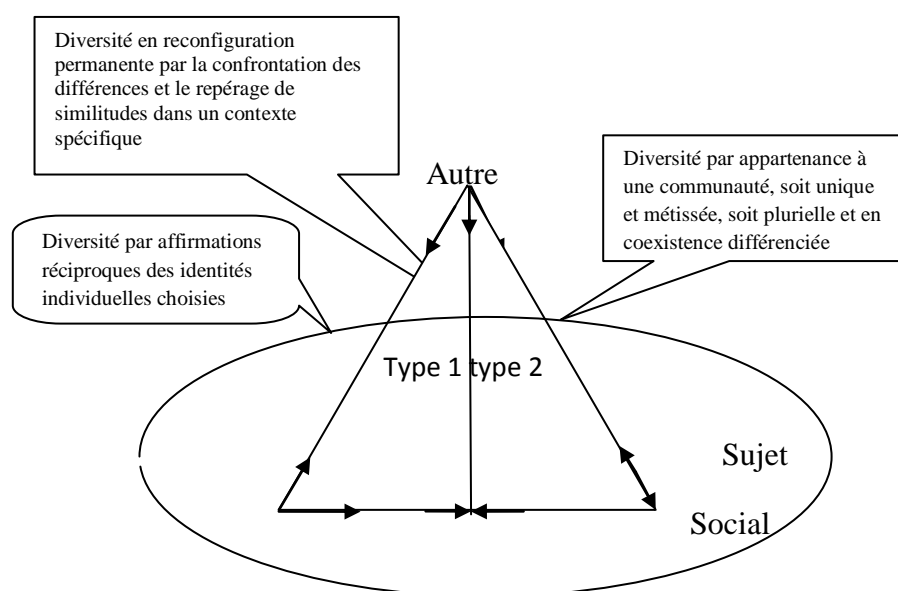 Diversité en reconfiguration
permanente par la confrontation des
différences et le repérage de
similitudes dans un contexte
spécifique
Autre
Diversité par appartenance à
une communauté, soit unique
et métissée, soit plurielle et en
coexistence différenciée
Diversité par affirmations
réciproques des identités
individuelles choisies
Type 1 type 2
Sujet
Social